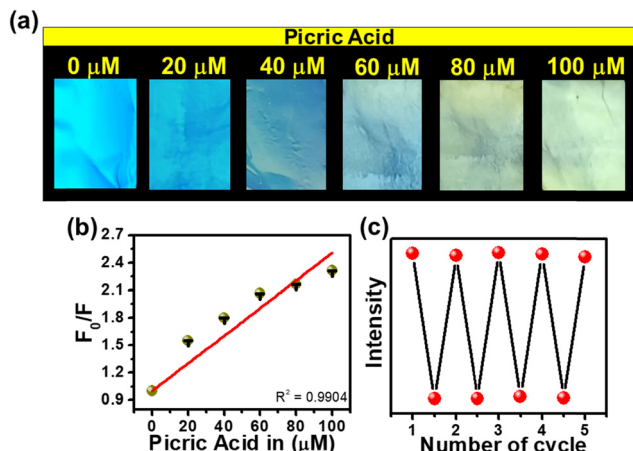 (a)
Picric Acid
0 μM 20 μM 40 μM 60 μM 80 μM 100 μM
(b)
2.7
2.4
2.1
1.8
1.5
1.2
0.9
F₀/F
R² = 0.9904
0 20 40 60 80 100
Picric Acid in (μM)
(c)
Intensity
1 2 3 4 5
Number of cycle